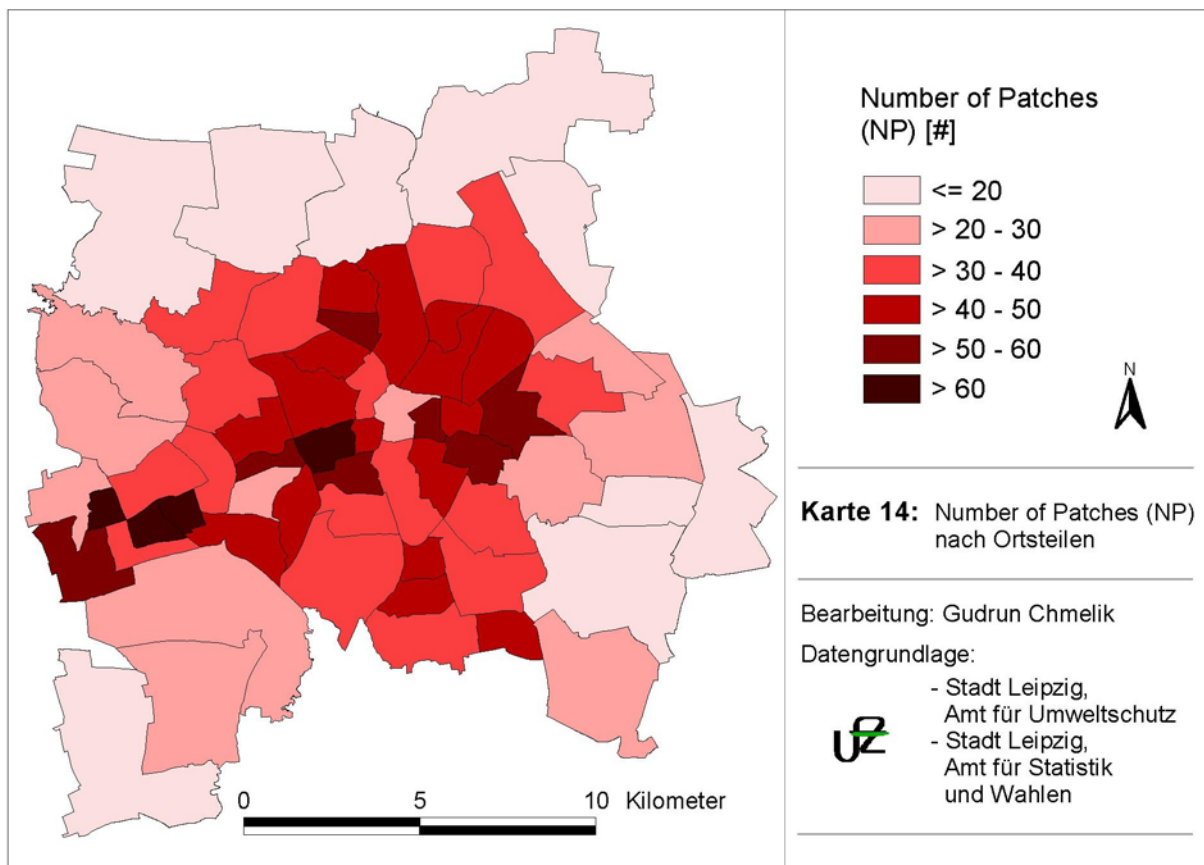 Number of Patches
(NP) [#]
<= 20
> 20 - 30
> 30 - 40
> 40 - 50
> 50 - 60
> 60
N
Karte 14: Number of Patches (NP)
nach Ortsteilen
Bearbeitung: Gudrun Chmelik
Datengrundlage:
- Stadt Leipzig,
Amt für Umweltschutz
- Stadt Leipzig,
Amt für Statistik
und Wahlen
UFZ
0 5 10 Kilometer